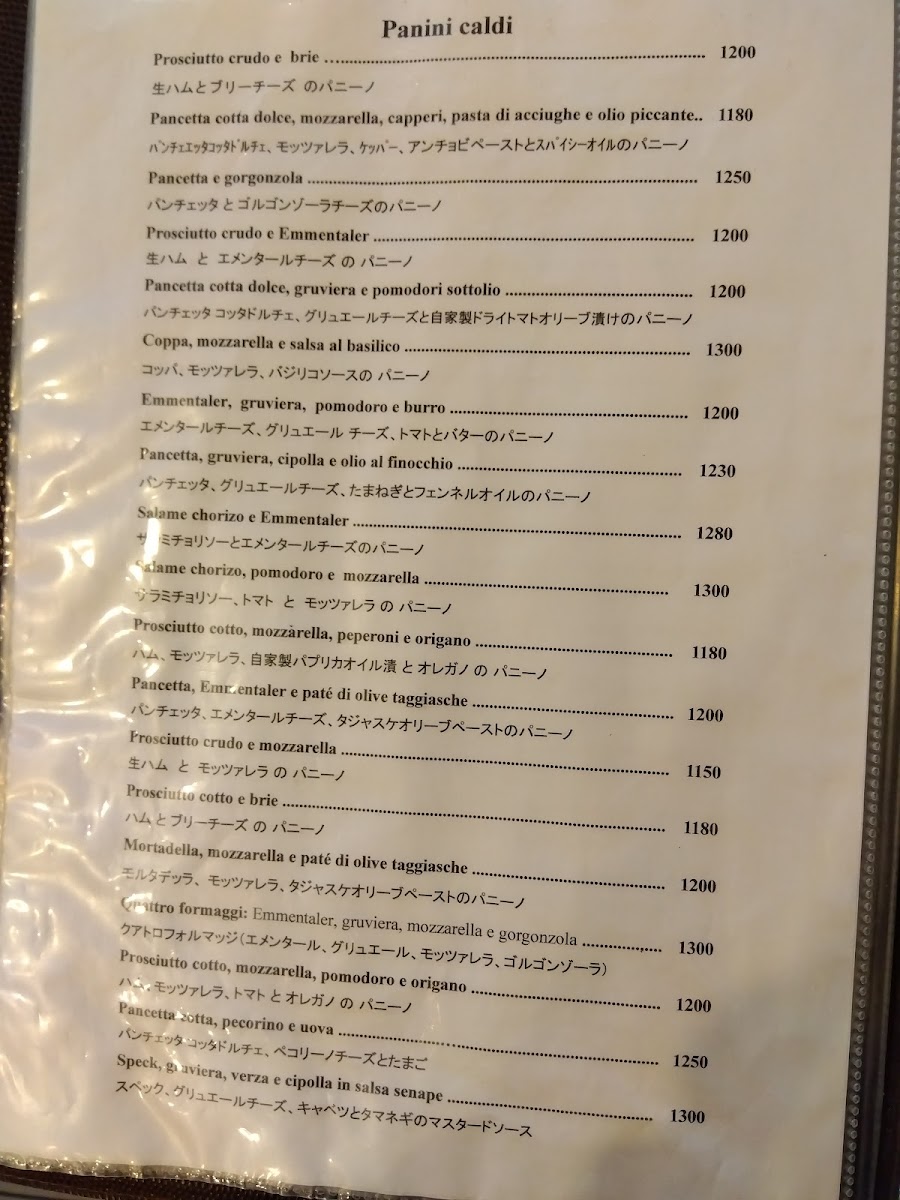 Panini caldi
Prosciutto crudo e brie ........ 1200
生ハムとブリーチーズ のパニーノ
Pancetta cotta dolce, mozzarella, capperi, pasta di acciughe e olio piccante.. 1180
ﾊﾟﾝﾁｪｴｯﾀｺｯﾀﾄﾞﾙﾁｪ、モッツァレラ、ｹｯﾊﾟｰ、アンチョビペーストとｽﾊﾟｲｼｰオイルのパニーノ
Pancetta e gorgonzola ........ 1250
パンチェッタ と ゴルゴンゾーラチーズのパニーノ
Prosciutto crudo e Emmentaler ........ 1200
生ハム と エメンタールチーズ の パニーノ
Pancetta cotta dolce, gruviera e pomodori sottolio ........ 1200
パンチェッタ コッタドルチェ、グリュエールチーズと自家製ドライトマトオリーブ漬けのパニーノ
Coppa, mozzarella e salsa al basilico ........ 1300
コッパ、モッツァレラ、バジリコソースの パニーノ
Emmentaler, gruviera, pomodoro e burro ........ 1200
エメンタールチーズ、グリュエール チーズ、トマトとバターのパニーノ
Pancetta, gruviera, cipolla e olio al finocchio ........ 1230
パンチェッタ、グリュエールチーズ、たまねぎとフェンネルオイルのパニーノ
Salame chorizo e Emmentaler ........ 1280
サラミチョリソーとエメンタールチーズのパニーノ
Salame chorizo, pomodoro e mozzarella ........ 1300
サラミチョリソー、トマト と モッツァレラ の パニーノ
Prosciutto cotto, mozzarella, peperoni e origano ........ 1180
ハム、モッツァレラ、自家製パプリカオイル漬 と オレガノ の パニーノ
Pancetta, Emmentaler e paté di olive taggiasche ........ 1200
パンチェッタ、エメンタールチーズ、タジャスケオリーブペーストのパニーノ
Prosciutto crudo e mozzarella ........ 1150
生ハム と モッツァレラ の パニーノ
Prosciutto cotto e brie ........ 1180
ハム と ブリーチーズ の パニーノ
Mortadella, mozzarella e paté di olive taggiasche ........ 1200
モルタデッラ、 モッツァレラ、タジャスケオリーブペーストのパニーノ
Quattro formaggi: Emmentaler, gruviera, mozzarella e gorgonzola ........ 1300
クアトロフォルマッジ（エメンタール、グリュエール、モッツァレラ、ゴルゴンゾーラ）
Prosciutto cotto, mozzarella, pomodoro e origano ........ 1200
ハム、モッツァレラ、トマト と オレガノ の パニーノ
Pancetta cotta, pecorino e uova ........ 1250
パンチェッタ コッタドルチェ、ペコリーノチーズとたまご
Speck, gruviera, verza e cipolla in salsa senape ........ 1300
スペック、グリュエールチーズ、キャベツとタマネギのマスタードソース